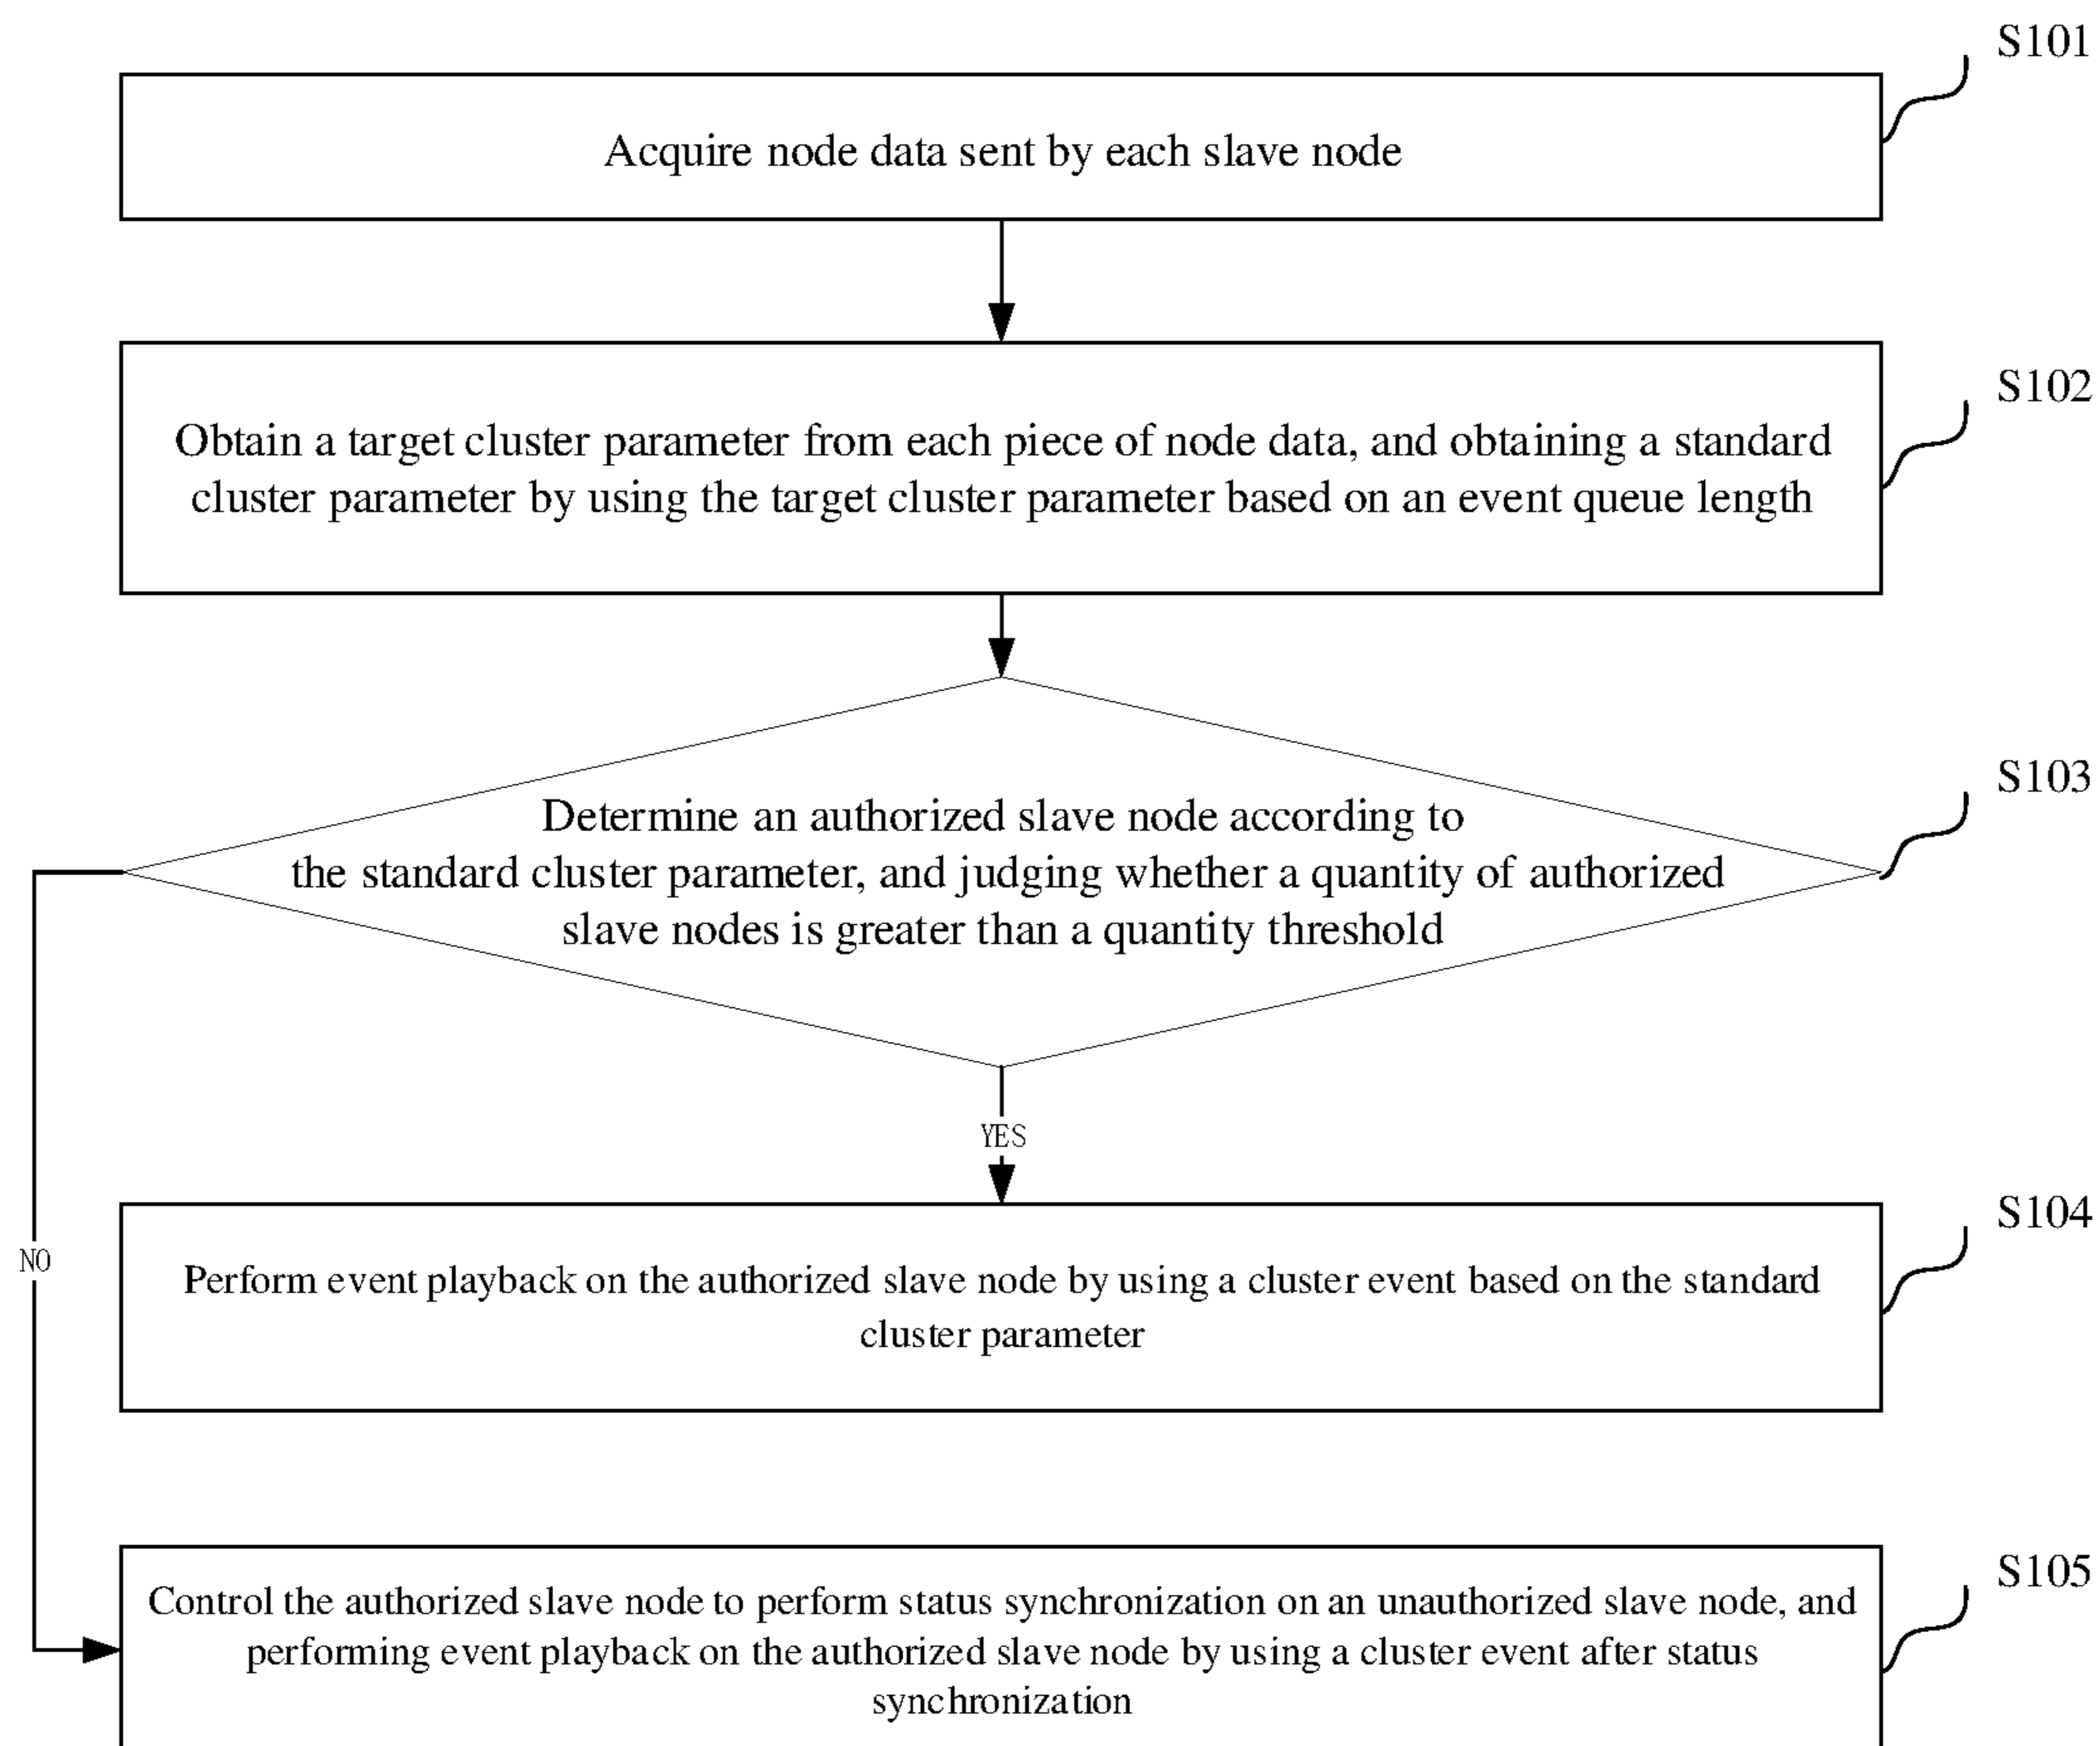 S101
Acquire node data sent by each slave node
S102
Obtain a target cluster parameter from each piece of node data, and obtaining a standard
cluster parameter by using the target cluster parameter based on an event queue length
S103
Determine an authorized slave node according to
the standard cluster parameter, and judging whether a quantity of authorized
slave nodes is greater than a quantity threshold
YES
S104
NO
Perform event playback on the authorized slave node by using a cluster event based on the standard
cluster parameter
S105
Control the authorized slave node to perform status synchronization on an unauthorized slave node, and
performing event playback on the authorized slave node by using a cluster event after status
synchronization